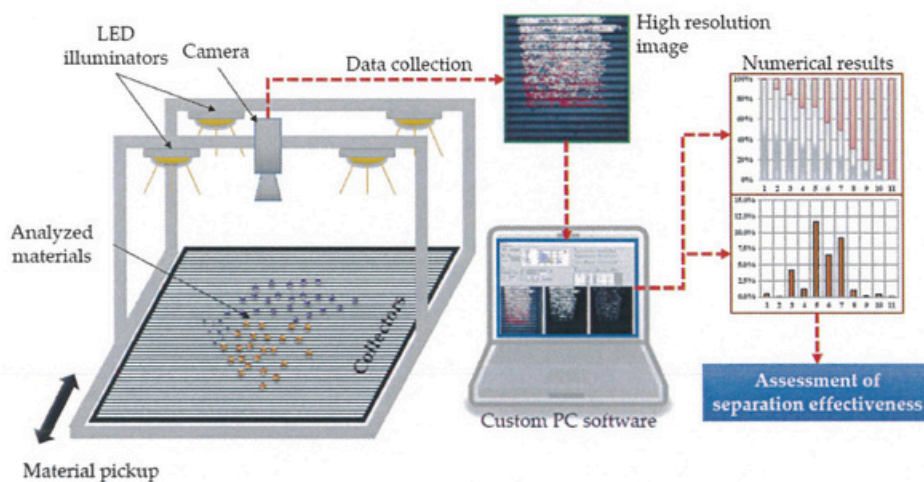 LED
illuminators
Camera
Data collection
High resolution
image
Numerical results
100%
80%
60%
40%
20%
0%
1 2 3 4 5 6 7 8 9 10 11
15.0%
12.5%
10.0%
7.5%
5.0%
2.5%
0.0%
1 2 3 4 5 6 7 8 9 10 11
Analyzed
materials
Collectors
Custom PC software
Assessment of
separation effectiveness
Material pickup